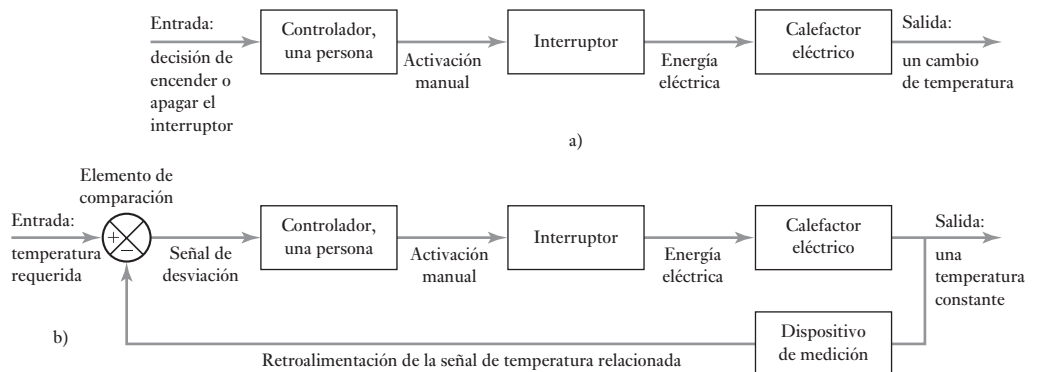 Entrada:
decisión de
encender o
apagar el
interruptor
Controlador,
una persona
Activación
manual
Interruptor
Energía
eléctrica
Calefactor
eléctrico
Salida:
un cambio
de temperatura
a)
Elemento de
comparación
Entrada:
temperatura
requerida
+
−
Señal de
desviación
Controlador,
una persona
Activación
manual
Interruptor
Energía
eléctrica
Calefactor
eléctrico
Salida:
una
temperatura
constante
b)
Dispositivo
de medición
Retroalimentación de la señal de temperatura relacionada